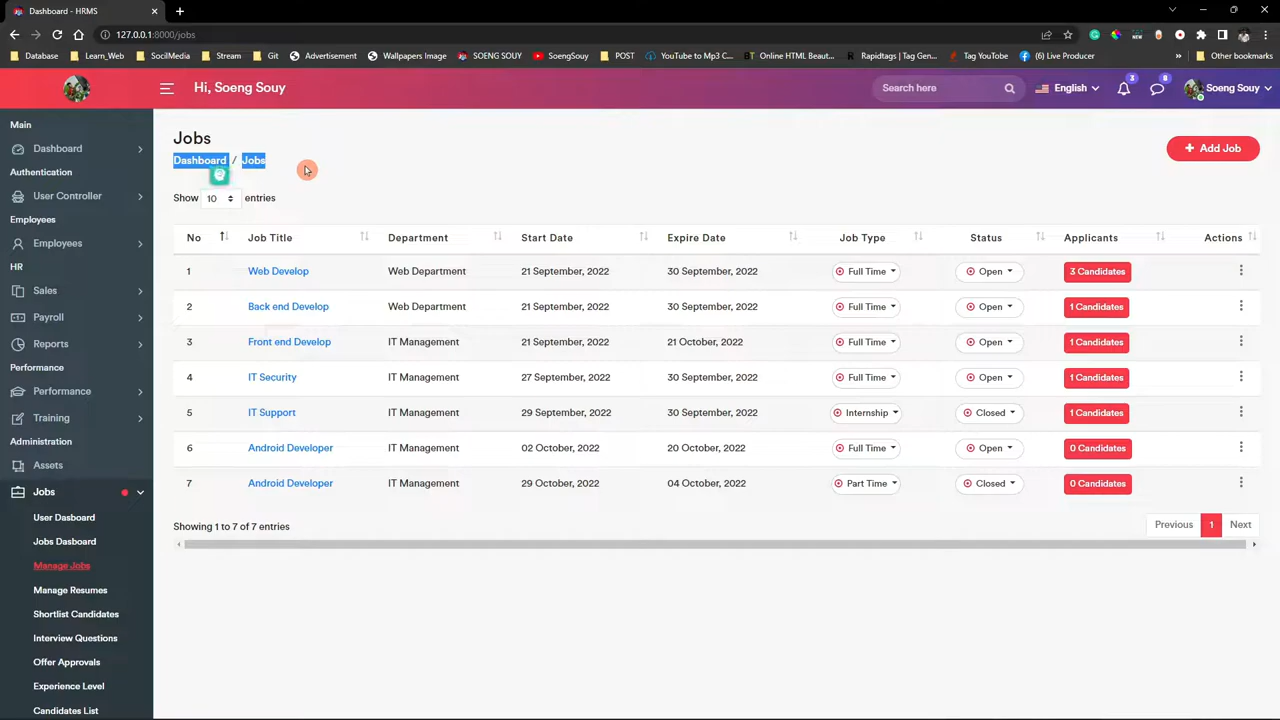 Dashboard - HRMS
127.0.0.1:8000/jobs
Database Learn_Web SocilMedia Stream Git Advertisement Wallpapers Image SOENG SOUY SoengSouy POST YouTube to Mp3 C... Online HTML Beaut... Rapidtags | Tag Gen... Tag YouTube (6) Live Producer » Other bookmarks
Hi, Soeng Souy
Search here
English
3
8
Soeng Souy
Main
Dashboard
Authentication
User Controller
Employees
Employees
HR
Sales
Payroll
Reports
Performance
Performance
Training
Administration
Assets
Jobs
User Dasboard
Jobs Dasboard
Manage Jobs
Manage Resumes
Shortlist Candidates
Interview Questions
Offer Approvals
Experience Level
Candidates List
Jobs
Dashboard / Jobs
+ Add Job
Show 10 entries
No Job Title Department Start Date Expire Date Job Type Status Applicants Actions
1 Web Develop Web Department 21 September, 2022 30 September, 2022 Full Time Open 3 Candidates
2 Back end Develop Web Department 21 September, 2022 30 September, 2022 Full Time Open 1 Candidates
3 Front end Develop IT Management 21 September, 2022 21 October, 2022 Full Time Open 1 Candidates
4 IT Security IT Management 27 September, 2022 30 September, 2022 Full Time Open 1 Candidates
5 IT Support IT Management 29 September, 2022 30 September, 2022 Internship Closed 1 Candidates
6 Android Developer IT Management 02 October, 2022 20 October, 2022 Full Time Open 0 Candidates
7 Android Developer IT Management 29 October, 2022 04 October, 2022 Part Time Closed 0 Candidates
Showing 1 to 7 of 7 entries
Previous 1 Next